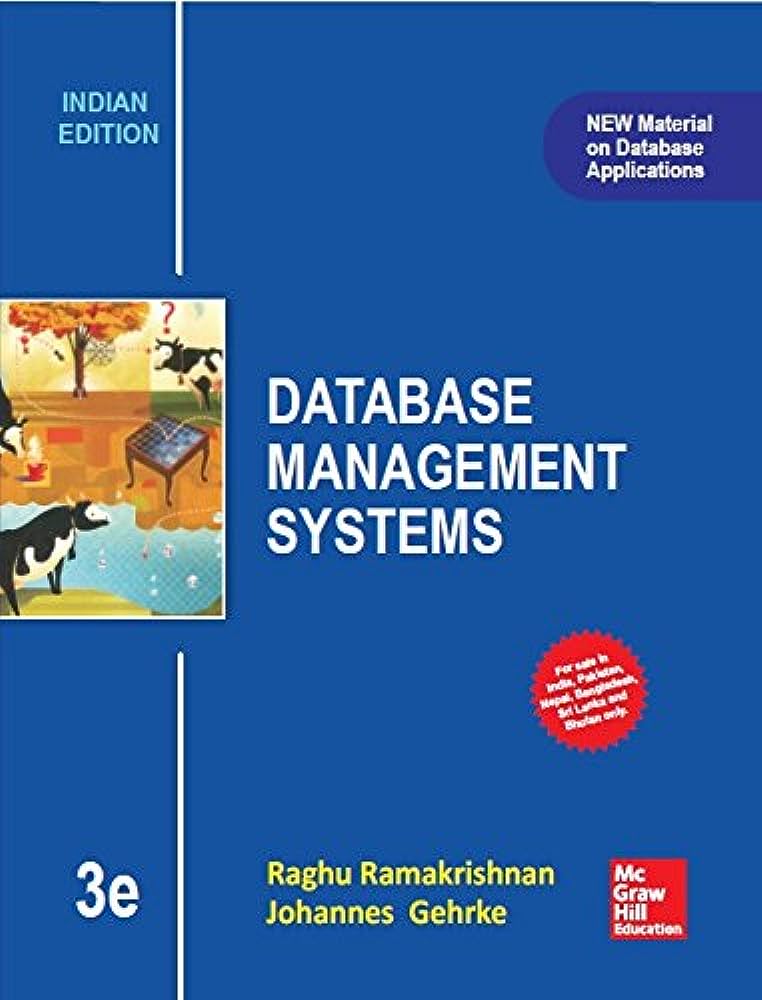 INDIAN
EDITION
NEW Material
on Database
Applications
?
DATABASE
MANAGEMENT
SYSTEMS
For sale in
India, Pakistan,
Nepal, Bangladesh,
Sri Lanka and
Bhutan only.
3e
Raghu Ramakrishnan
Johannes Gehrke
Mc
Graw
Hill
Education